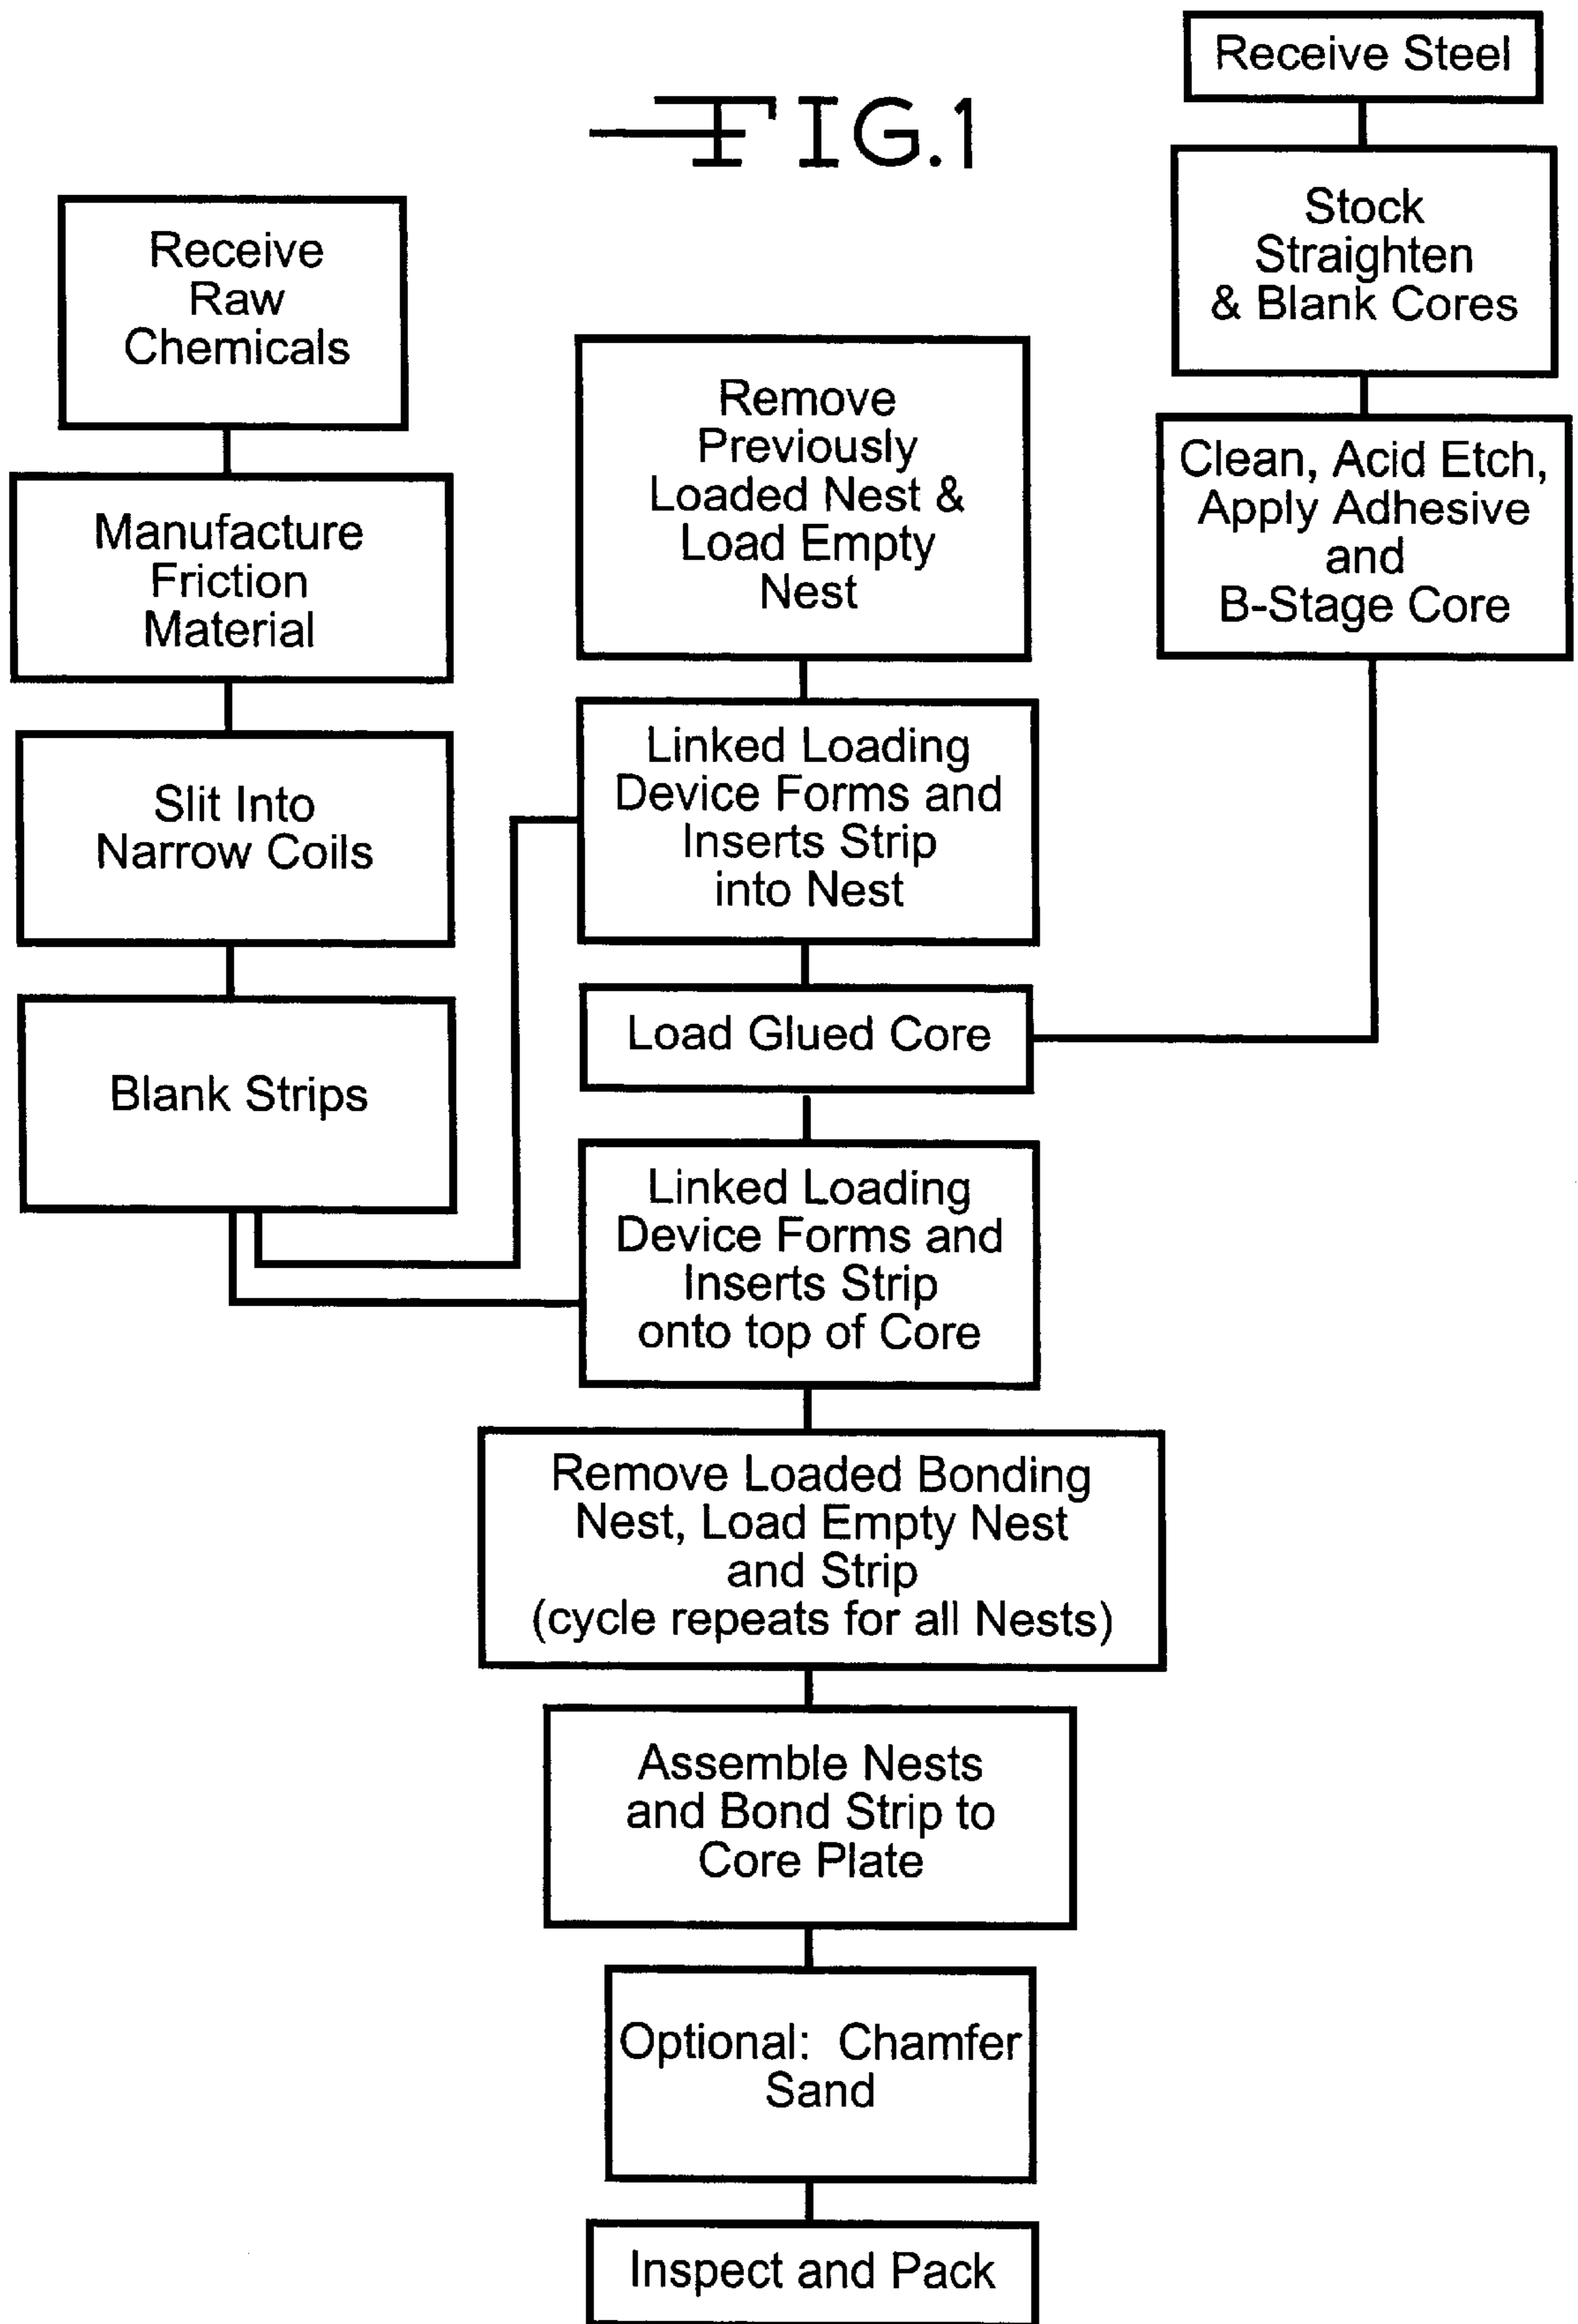 FIG.1
Receive Steel
Stock
Straighten
& Blank Cores
Clean, Acid Etch,
Apply Adhesive
and
B-Stage Core
Receive
Raw
Chemicals
Manufacture
Friction
Material
Slit Into
Narrow Coils
Blank Strips
Remove
Previously
Loaded Nest &
Load Empty
Nest
Linked Loading
Device Forms and
Inserts Strip
into Nest
Load Glued Core
Linked Loading
Device Forms and
Inserts Strip
onto top of Core
Remove Loaded Bonding
Nest, Load Empty Nest
and Strip
(cycle repeats for all Nests)
Assemble Nests
and Bond Strip to
Core Plate
Optional: Chamfer
Sand
Inspect and Pack